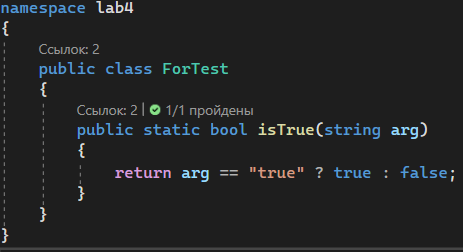 namespace lab4
{
Ссылок: 2
public class ForTest
{
Ссылок: 2 | 1/1 пройдены
public static bool isTrue(string arg)
{
return arg == "true" ? true : false;
}
}
}